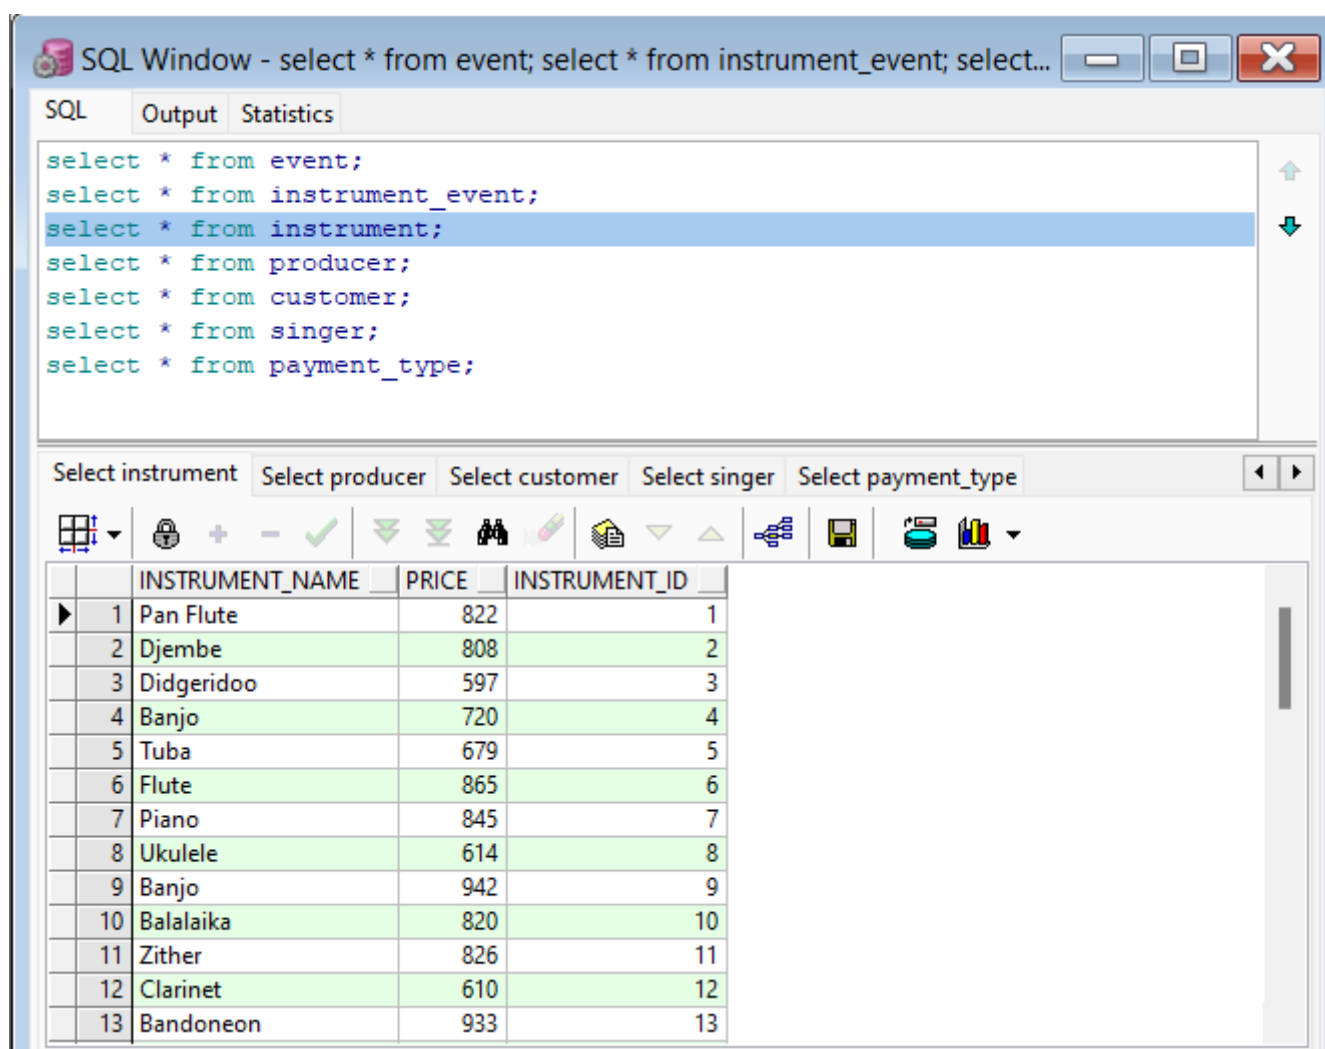 SQL Window - select * from event; select * from instrument_event; select...
SQL Output Statistics
select * from event;
select * from instrument_event;
select * from instrument;
select * from producer;
select * from customer;
select * from singer;
select * from payment_type;
Select instrument Select producer Select customer Select singer Select payment_type
INSTRUMENT_NAME PRICE INSTRUMENT_ID
1 Pan Flute 822 1
2 Djembe 808 2
3 Didgeridoo 597 3
4 Banjo 720 4
5 Tuba 679 5
6 Flute 865 6
7 Piano 845 7
8 Ukulele 614 8
9 Banjo 942 9
10 Balalaika 820 10
11 Zither 826 11
12 Clarinet 610 12
13 Bandoneon 933 13